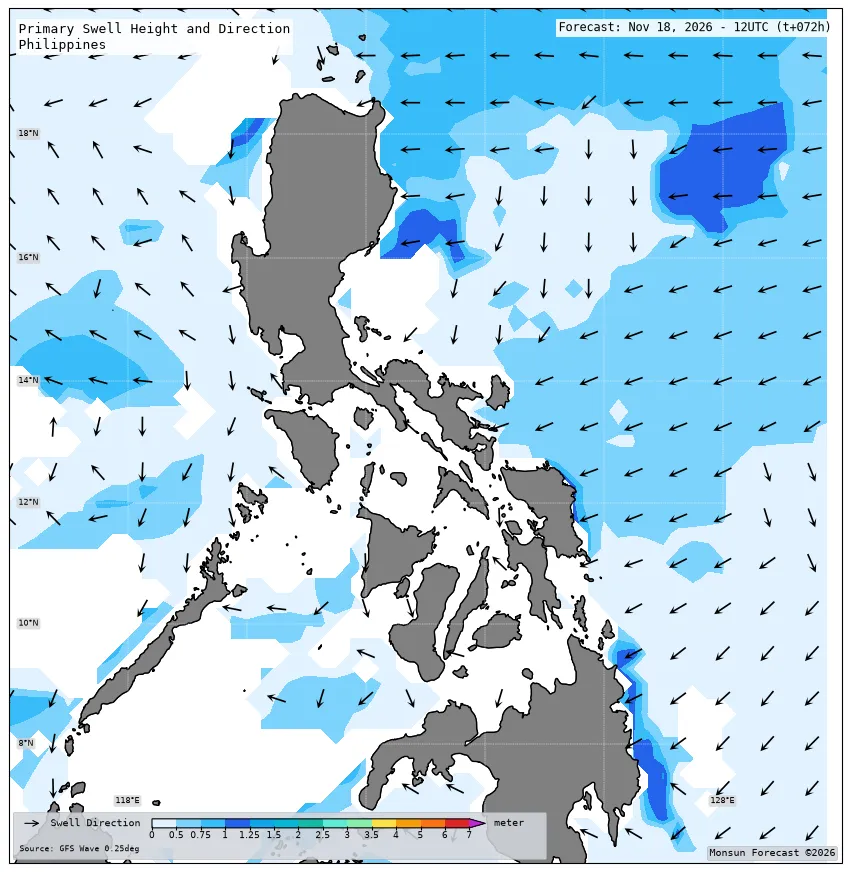 Primary Swell Height and Direction
Philippines
Forecast: Nov 18, 2026 - 12UTC (t+072h)
18°N
16°N
14°N
12°N
10°N
8°N
118°E
128°E
Swell Direction
meter
0 0.5 0.75 1 1.25 1.5 2 2.5 3 3.5 4 5 6 7
Source: GFS Wave 0.25deg
Monsun Forecast ©2026